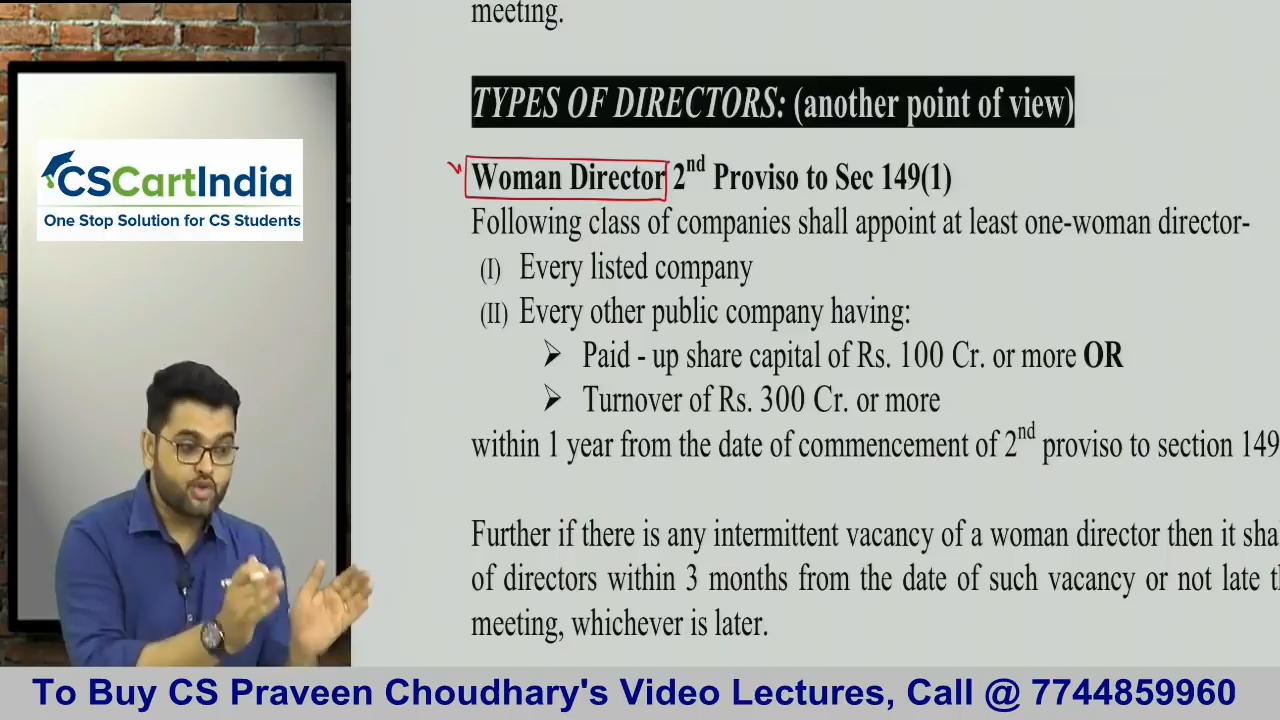 meeting.
TYPES OF DIRECTORS: (another point of view)
CSCartIndia
One Stop Solution for CS Students
Woman Director 2nd Proviso to Sec 149(1)
Following class of companies shall appoint at least one-woman director-
(I) Every listed company
(II) Every other public company having:
➢ Paid - up share capital of Rs. 100 Cr. or more OR
➢ Turnover of Rs. 300 Cr. or more
within 1 year from the date of commencement of 2nd proviso to section 149
Further if there is any intermittent vacancy of a woman director then it sha
of directors within 3 months from the date of such vacancy or not late th
meeting, whichever is later.
To Buy CS Praveen Choudhary's Video Lectures, Call @ 7744859960